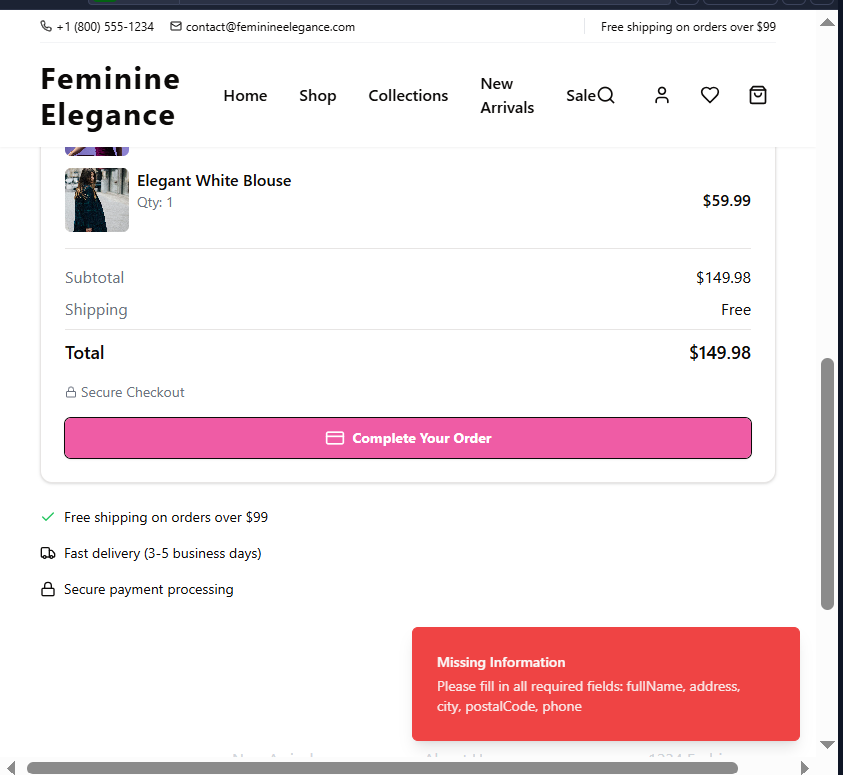 +1 (800) 555-1234 contact@feminineelegance.com Free shipping on orders over $99
Feminine
Elegance
Home Shop Collections New Arrivals Sale
Elegant White Blouse
Qty: 1
$59.99
Subtotal $149.98
Shipping Free
Total $149.98
Secure Checkout
Complete Your Order
Free shipping on orders over $99
Fast delivery (3-5 business days)
Secure payment processing
Missing Information
Please fill in all required fields: fullName, address,
city, postalCode, phone